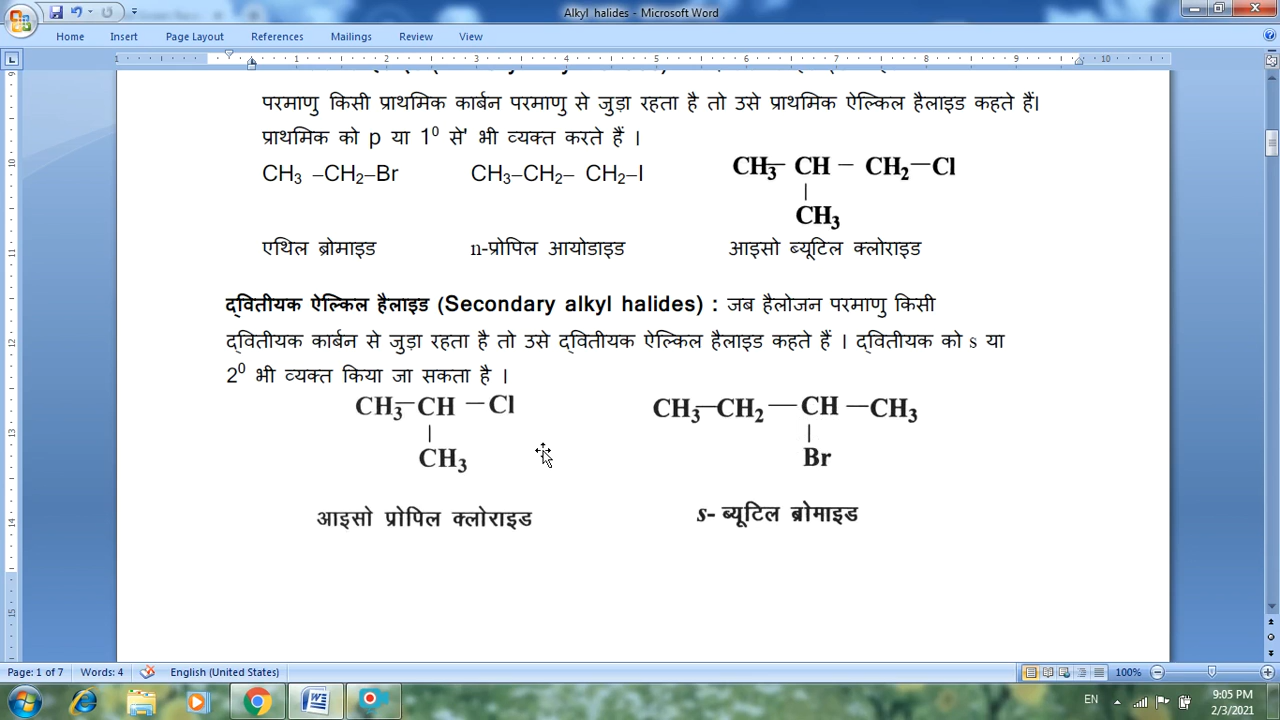 Alkyl halides - Microsoft Word
Home Insert Page Layout References Mailings Review View
परमाणु किसी प्राथमिक कार्बन परमाणु से जुड़ा रहता है तो उसे प्राथमिक ऐल्किल हैलाइड कहते हैं।
प्राथमिक को p या 1⁰ से' भी व्यक्त करते हैं ।
CH₃ –CH₂–Br CH₃–CH₂– CH₂–I CH₃– CH – CH₂–Cl
|
CH₃
एथिल ब्रोमाइड n-प्रोपिल आयोडाइड आइसो ब्यूटिल क्लोराइड
द्वितीयक ऐल्किल हैलाइड (Secondary alkyl halides) : जब हैलोजन परमाणु किसी
द्वितीयक कार्बन से जुड़ा रहता है तो उसे द्वितीयक ऐल्किल हैलाइड कहते हैं । द्वितीयक को s या
2⁰ भी व्यक्त किया जा सकता है ।
CH₃–CH –Cl CH₃–CH₂ –CH –CH₃
| |
CH₃ Br
आइसो प्रोपिल क्लोराइड s- ब्यूटिल ब्रोमाइड
Page: 1 of 7 Words: 4 English (United States) 100%
EN 9:05 PM
2/3/2021